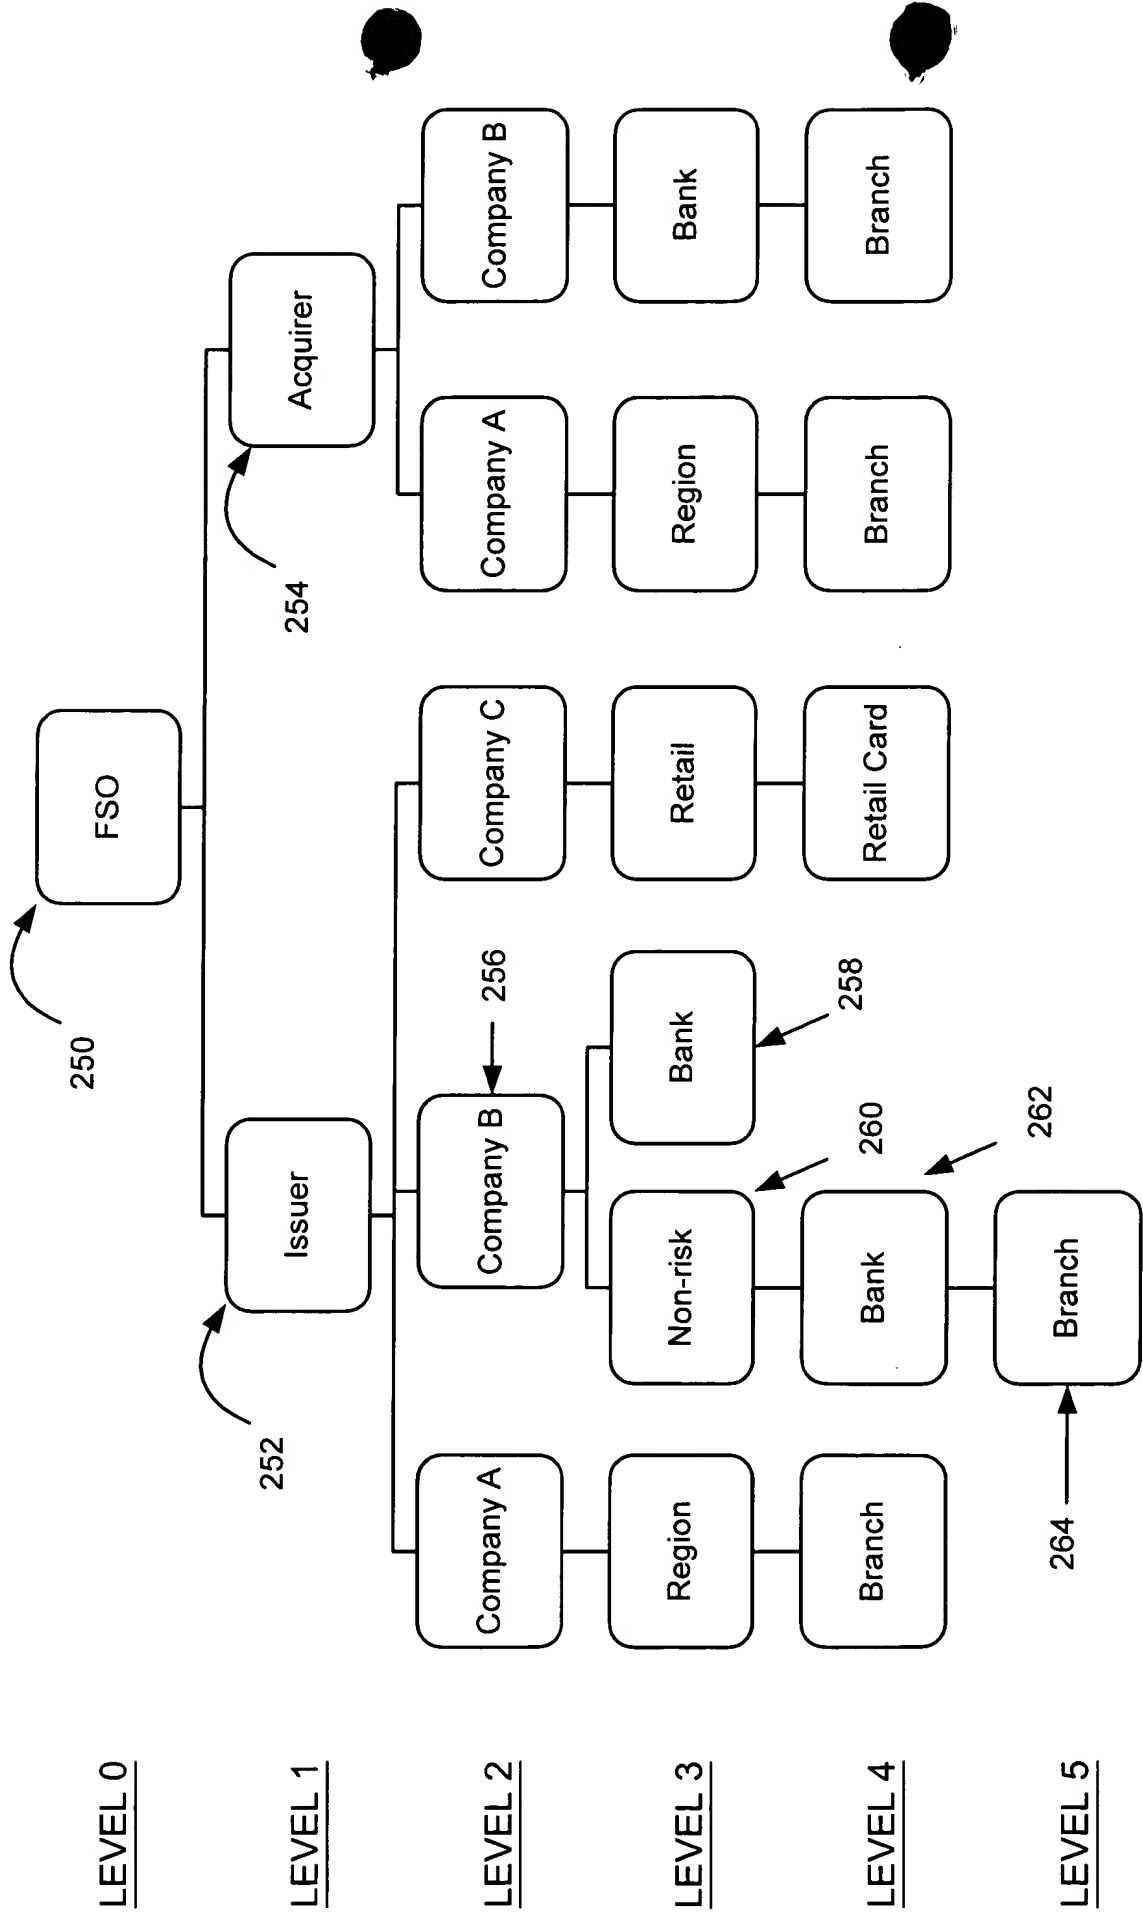 LEVEL 0
250
FSO
LEVEL 1
252
Issuer
254
Acquirer
LEVEL 2
Company A
Company B
256
Company C
Company A
Company B
LEVEL 3
Region
Non-risk
Bank
Retail
Region
Bank
LEVEL 4
Branch
Bank
260
258
Retail Card
Branch
Branch
LEVEL 5
264
Branch
262